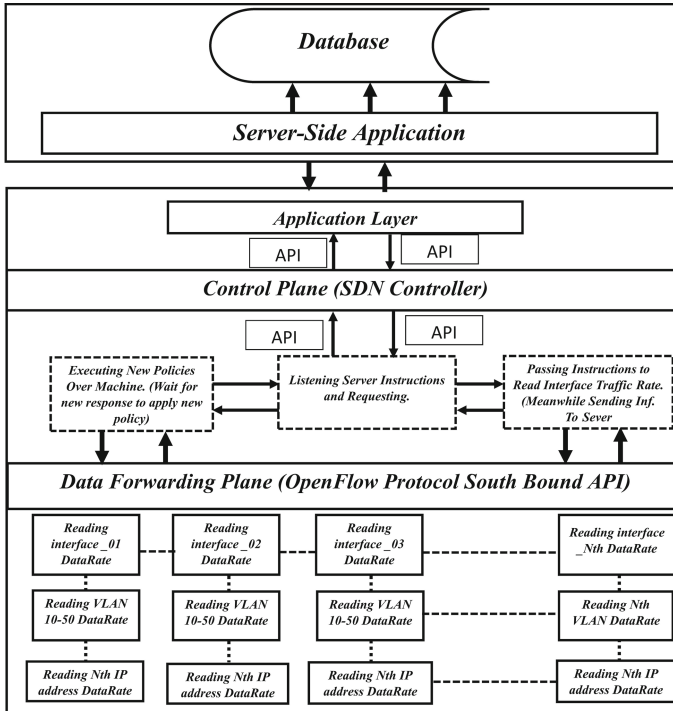 Database
Server-Side Application
Application Layer
API
API
Control Plane (SDN Controller)
API
API
Executing New Policies
Over Machine. (Wait for
new response to apply new
policy)
Listening Server Instructions
and Requesting.
Passing Instructions to
Read Interface Traffic Rate.
(Meanwhile Sending Inf.
To Sever
Data Forwarding Plane (OpenFlow Protocol South Bound API)
Reading
interface _01
DataRate
Reading
interface _02
DataRate
Reading
interface _03
DataRate
Reading interface
_Nth DataRate
Reading VLAN
10-50 DataRate
Reading VLAN
10-50 DataRate
Reading VLAN
10-50 DataRate
Reading Nth
VLAN DataRate
Reading Nth IP
address DataRate
Reading Nth IP
address DataRate
Reading Nth IP
address DataRate
Reading Nth IP
address DataRate